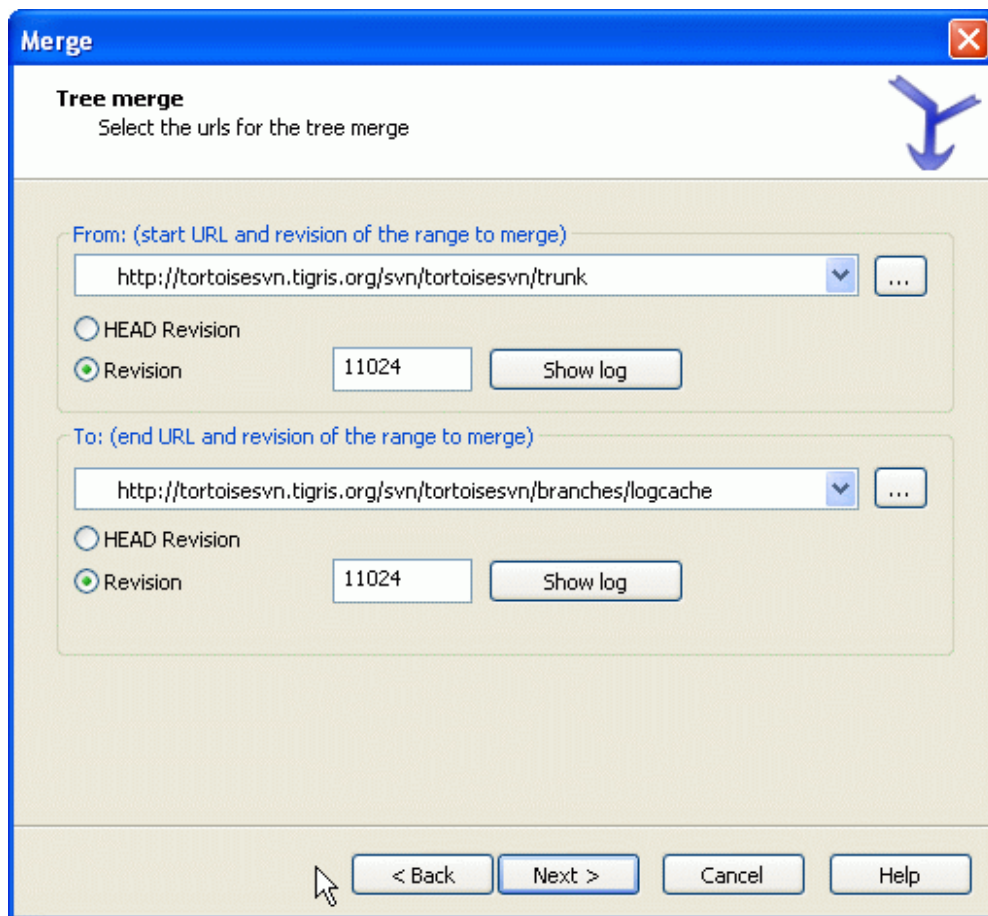 Merge
Tree merge
Select the urls for the tree merge
From: (start URL and revision of the range to merge)
http://tortoisesvn.tigris.org/svn/tortoisesvn/trunk
...
HEAD Revision
Revision 11024 Show log
To: (end URL and revision of the range to merge)
http://tortoisesvn.tigris.org/svn/tortoisesvn/branches/logcache
...
HEAD Revision
Revision 11024 Show log
< Back Next > Cancel Help